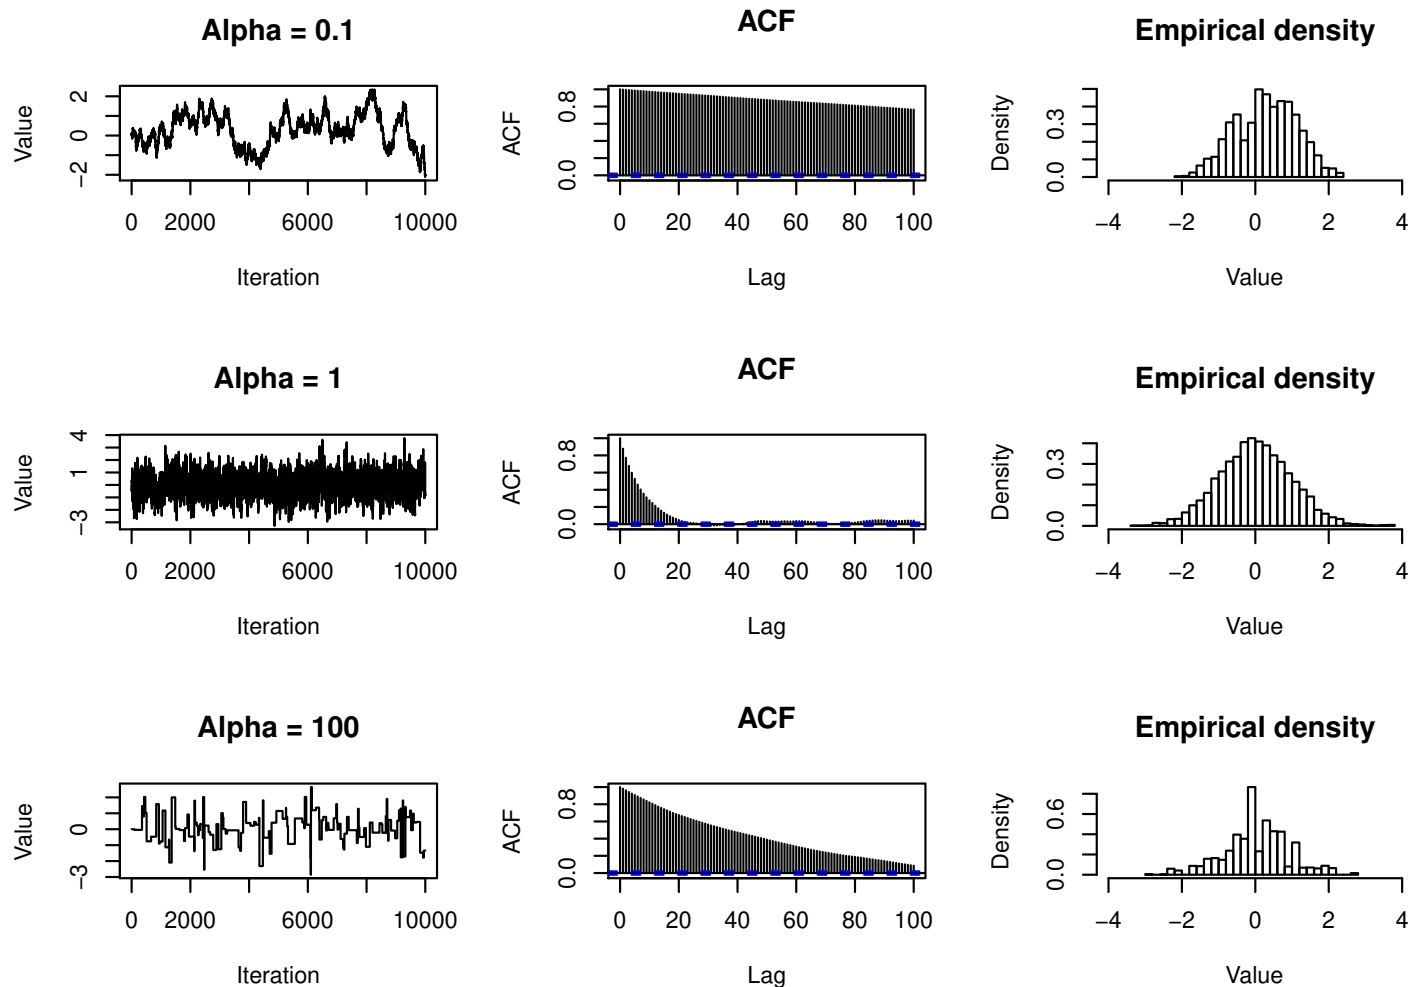 Alpha = 0.1
Value
−2 0 2
0 2000 6000 10000
Iteration
ACF
ACF
0.0 0.8
0 20 40 60 80 100
Lag
Empirical density
Density
0.0 0.3
−4 −2 0 2 4
Value
Alpha = 1
Value
−3 1 4
0 2000 6000 10000
Iteration
ACF
ACF
0.0 0.8
0 20 40 60 80 100
Lag
Empirical density
Density
0.0 0.3
−4 −2 0 2 4
Value
Alpha = 100
Value
−3 0
0 2000 6000 10000
Iteration
ACF
ACF
0.0 0.8
0 20 40 60 80 100
Lag
Empirical density
Density
0.0 0.6
−4 −2 0 2 4
Value